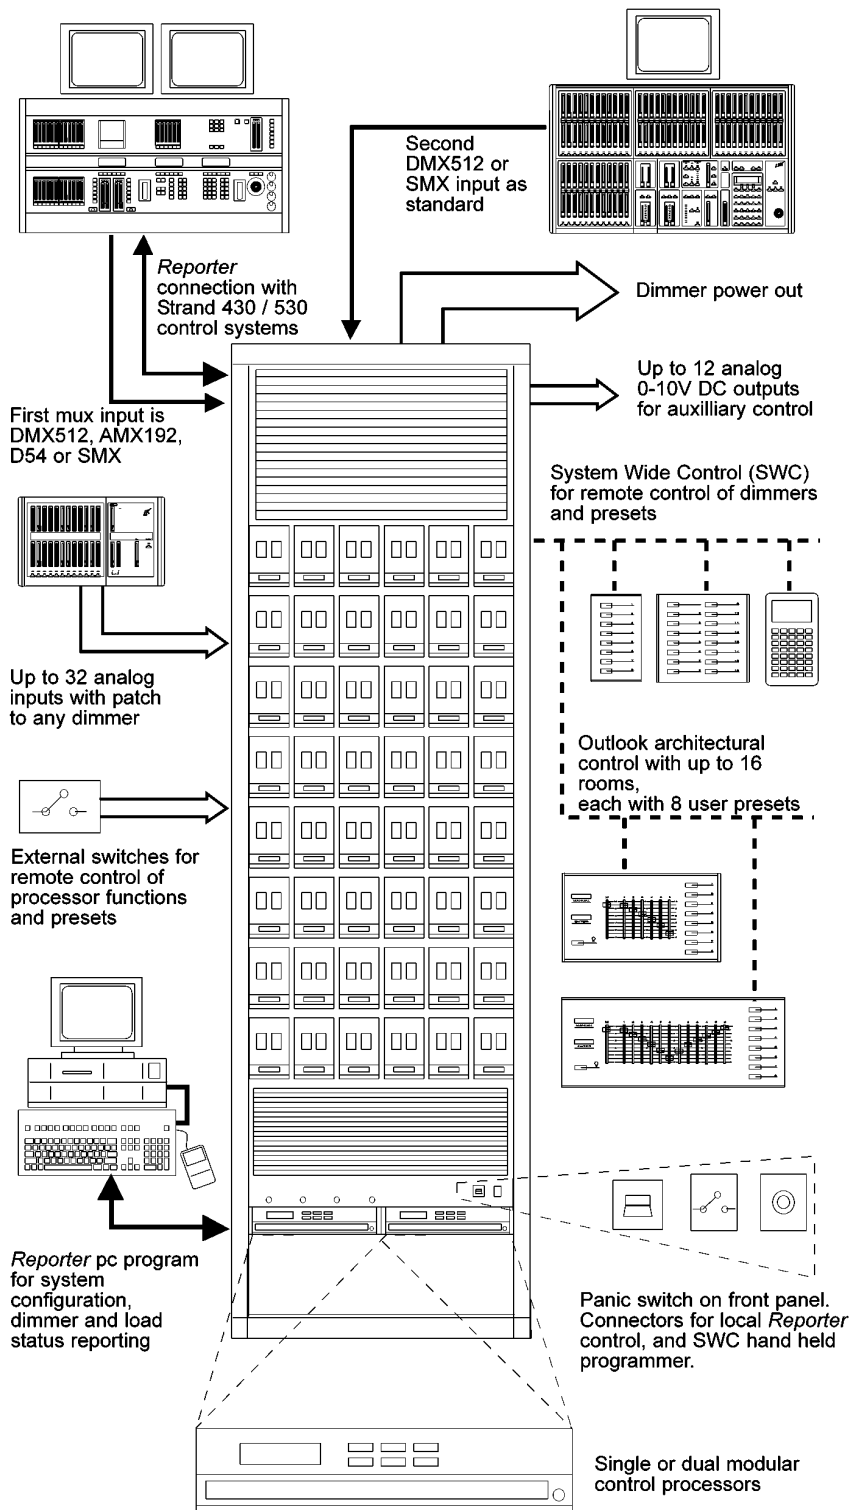 Second
DMX512 or
SMX input as
standard
Reporter
connection with
Strand 430 / 530
control systems
Dimmer power out
Up to 12 analog
0-10V DC outputs
for auxilliary control
First mux input is
DMX512, AMX192,
D54 or SMX
System Wide Control (SWC)
for remote control of dimmers
and presets
Up to 32 analog
inputs with patch
to any dimmer
Outlook architectural
control with up to 16
rooms,
each with 8 user presets
External switches for
remote control of
processor functions
and presets
Reporter pc program
for system
configuration,
dimmer and load
status reporting
Panic switch on front panel.
Connectors for local Reporter
control, and SWC hand held
programmer.
Single or dual modular
control processors